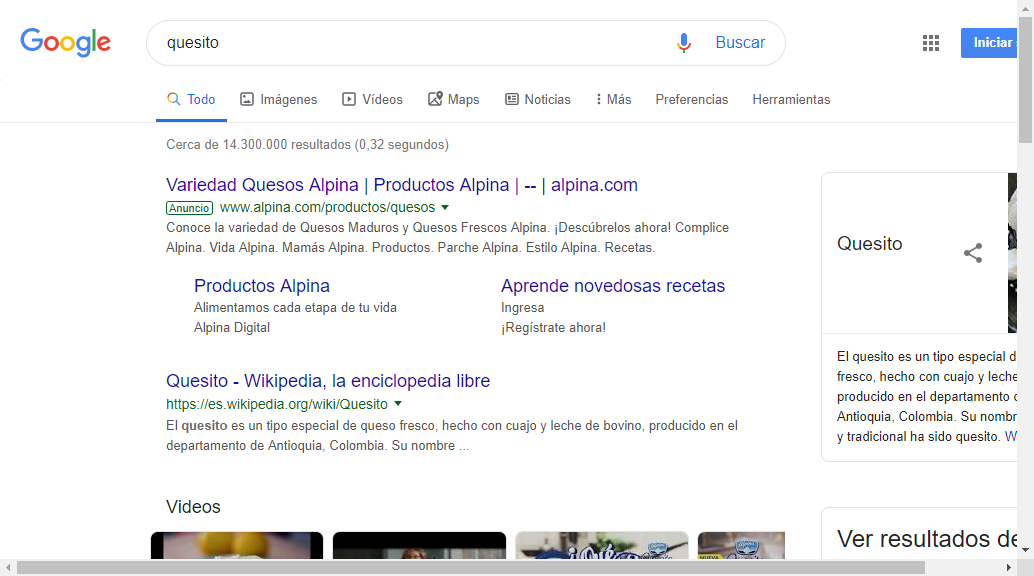 Google
quesito
Buscar
Iniciar
Todo
Imágenes
Vídeos
Maps
Noticias
Más
Preferencias
Herramientas
Cerca de 14.300.000 resultados (0,32 segundos)
Variedad Quesos Alpina | Productos Alpina | -- | alpina.com
Anuncio www.alpina.com/productos/quesos
Conoce la variedad de Quesos Maduros y Quesos Frescos Alpina. ¡Descúbrelos ahora! Complice
Alpina. Vida Alpina. Mamás Alpina. Productos. Parche Alpina. Estilo Alpina. Recetas.
Productos Alpina
Alimentamos cada etapa de tu vida
Alpina Digital
Aprende novedosas recetas
Ingresa
¡Regístrate ahora!
Quesito - Wikipedia, la enciclopedia libre
https://es.wikipedia.org/wiki/Quesito
El quesito es un tipo especial de queso fresco, hecho con cuajo y leche de bovino, producido en el
departamento de Antioquia, Colombia. Su nombre ...
Videos
Quesito
El quesito es un tipo especial d
fresco, hecho con cuajo y leche
producido en el departamento
Antioquia, Colombia. Su nombr
y tradicional ha sido quesito. W
Ver resultados de